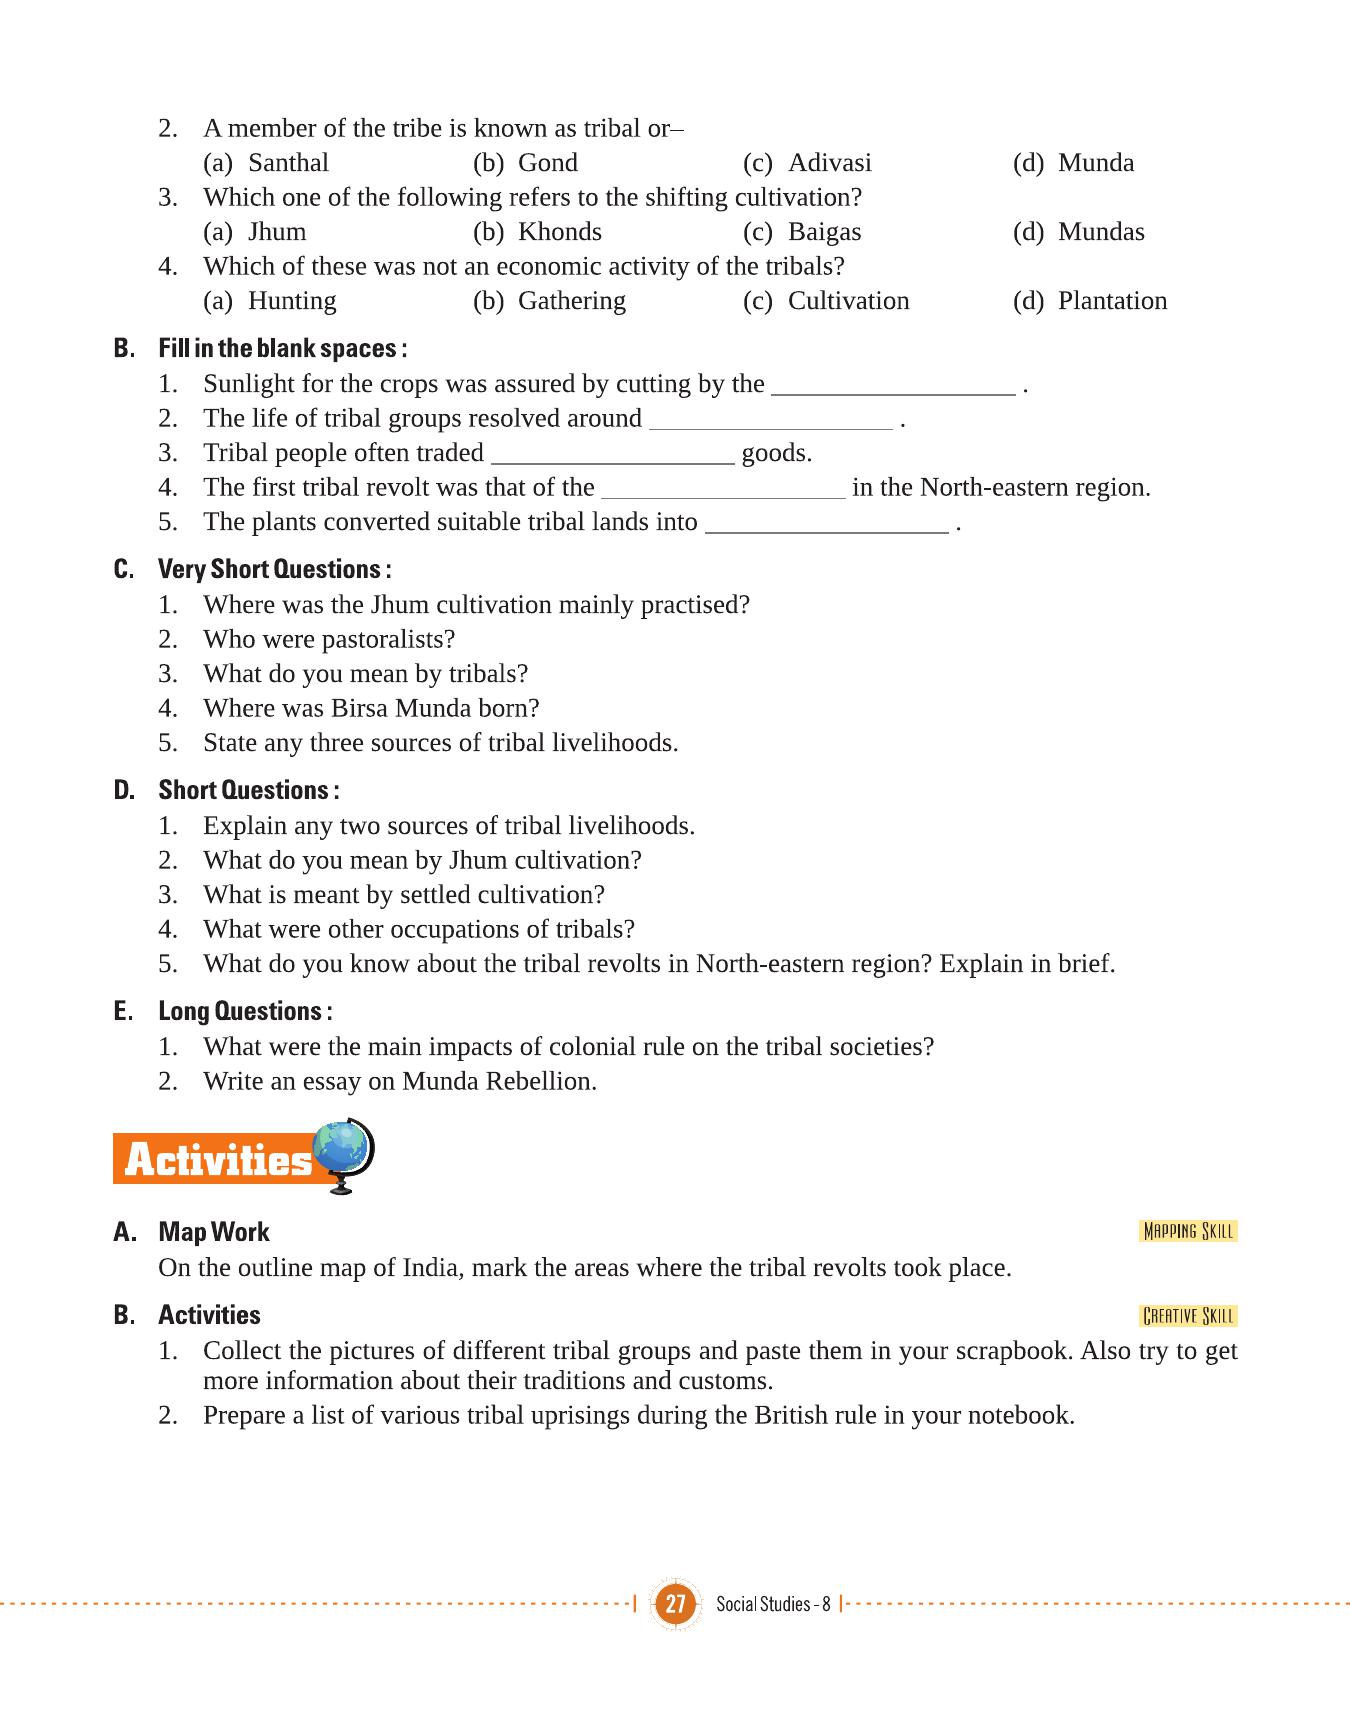 2. A member of the tribe is known as tribal or–
(a) Santhal (b) Gond (c) Adivasi (d) Munda
3. Which one of the following refers to the shifting cultivation?
(a) Jhum (b) Khonds (c) Baigas (d) Mundas
4. Which of these was not an economic activity of the tribals?
(a) Hunting (b) Gathering (c) Cultivation (d) Plantation
B. Fill in the blank spaces :
1. Sunlight for the crops was assured by cutting by the __________________ .
2. The life of tribal groups resolved around __________________ .
3. Tribal people often traded __________________ goods.
4. The first tribal revolt was that of the __________________ in the North-eastern region.
5. The plants converted suitable tribal lands into __________________ .
C. Very Short Questions :
1. Where was the Jhum cultivation mainly practised?
2. Who were pastoralists?
3. What do you mean by tribals?
4. Where was Birsa Munda born?
5. State any three sources of tribal livelihoods.
D. Short Questions :
1. Explain any two sources of tribal livelihoods.
2. What do you mean by Jhum cultivation?
3. What is meant by settled cultivation?
4. What were other occupations of tribals?
5. What do you know about the tribal revolts in North-eastern region? Explain in brief.
E. Long Questions :
1. What were the main impacts of colonial rule on the tribal societies?
2. Write an essay on Munda Rebellion.
Activities
A. Map Work Mapping Skill
On the outline map of India, mark the areas where the tribal revolts took place.
B. Activities Creative Skill
1. Collect the pictures of different tribal groups and paste them in your scrapbook. Also try to get
more information about their traditions and customs.
2. Prepare a list of various tribal uprisings during the British rule in your notebook.
27 Social Studies - 8